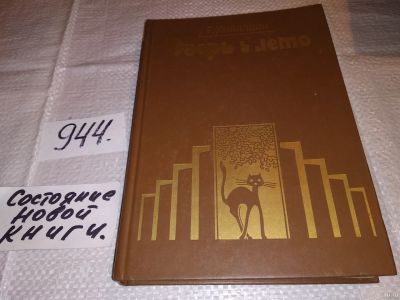 Дверь в лето
944.
Состояние
новой
книги.